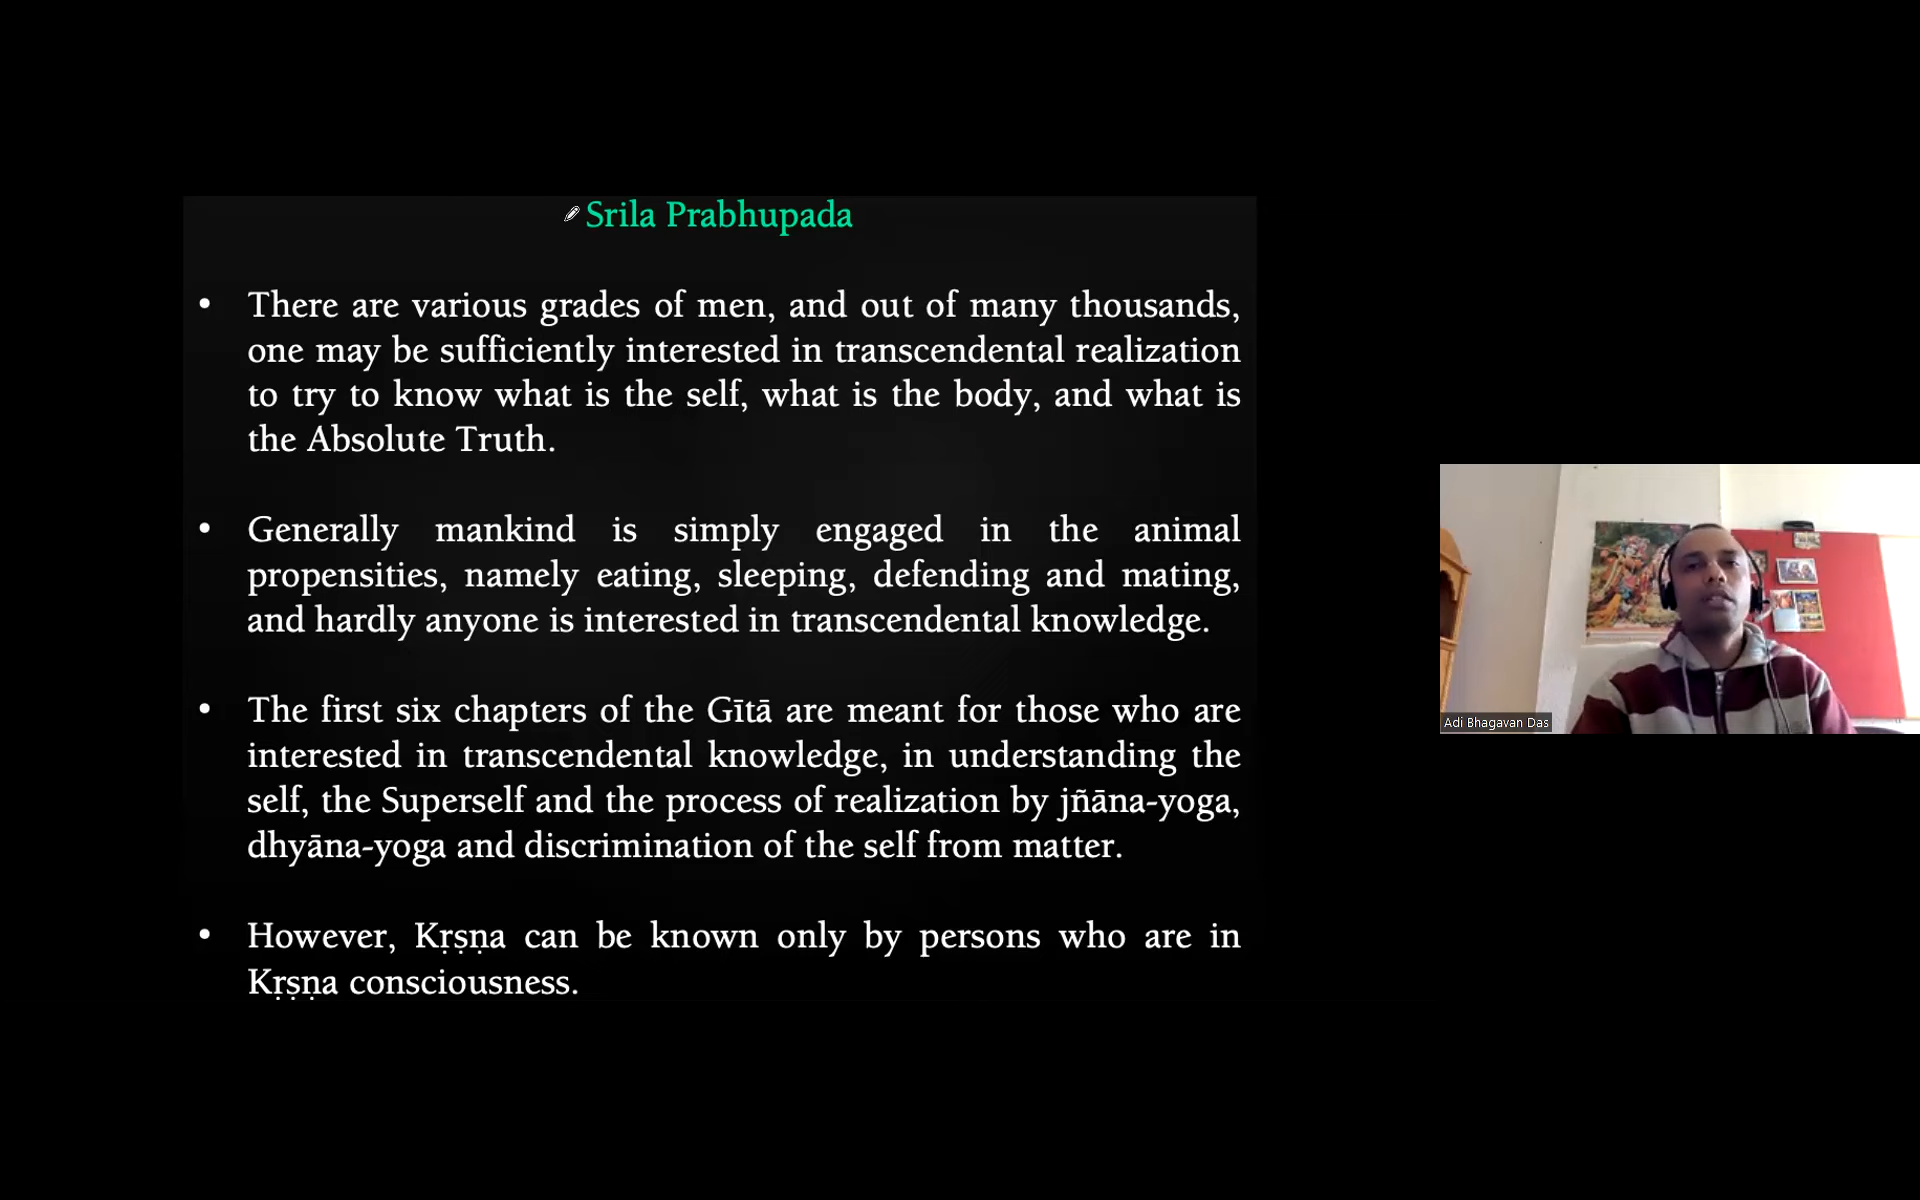 Srila Prabhupada
• There are various grades of men, and out of many thousands,
one may be sufficiently interested in transcendental realization
to try to know what is the self, what is the body, and what is
the Absolute Truth.
• Generally mankind is simply engaged in the animal
propensities, namely eating, sleeping, defending and mating,
and hardly anyone is interested in transcendental knowledge.
• The first six chapters of the Gītā are meant for those who are
interested in transcendental knowledge, in understanding the
self, the Superself and the process of realization by jñāna-yoga,
dhyāna-yoga and discrimination of the self from matter.
• However, Kṛṣṇa can be known only by persons who are in
Kṛṣṇa consciousness.
Adi Bhagavan Das